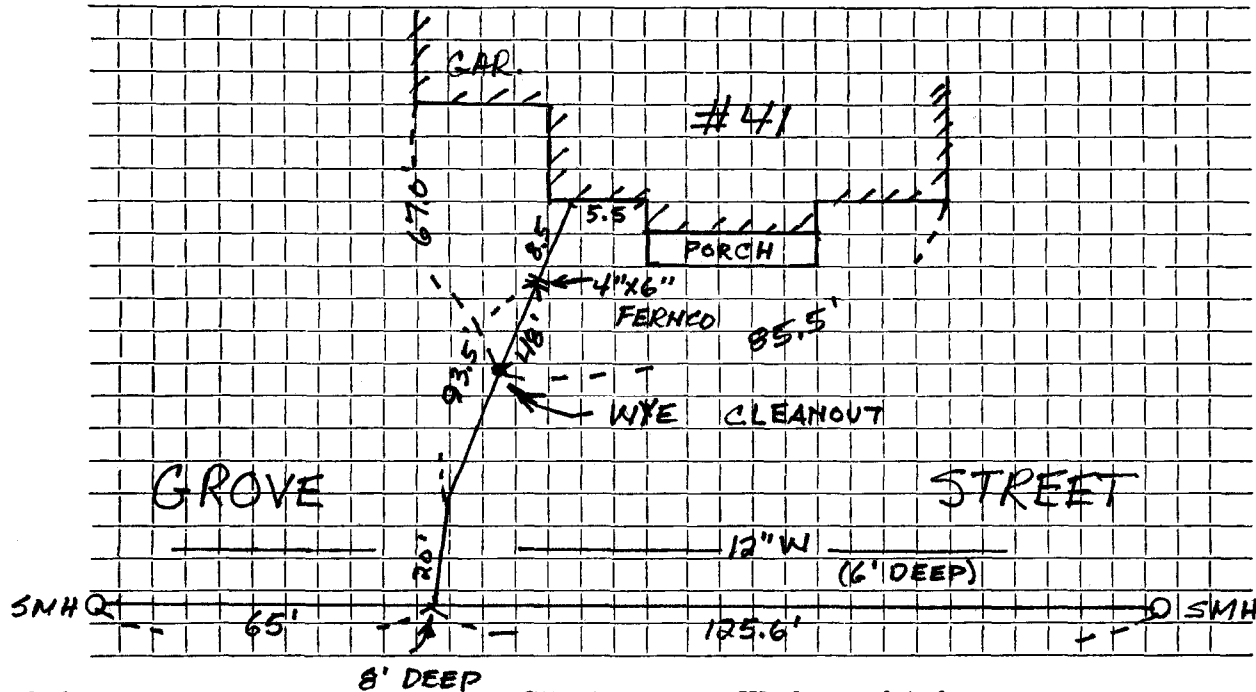 GAR.
#41
67.0'
5.5
8.5
PORCH
4"X6"
FERNCO
85.5'
93.5'
48'
WYE CLEANOUT
GROVE STREET
12"W
(6' DEEP)
20'
SMH
SMH
65'
125.6'
8' DEEP